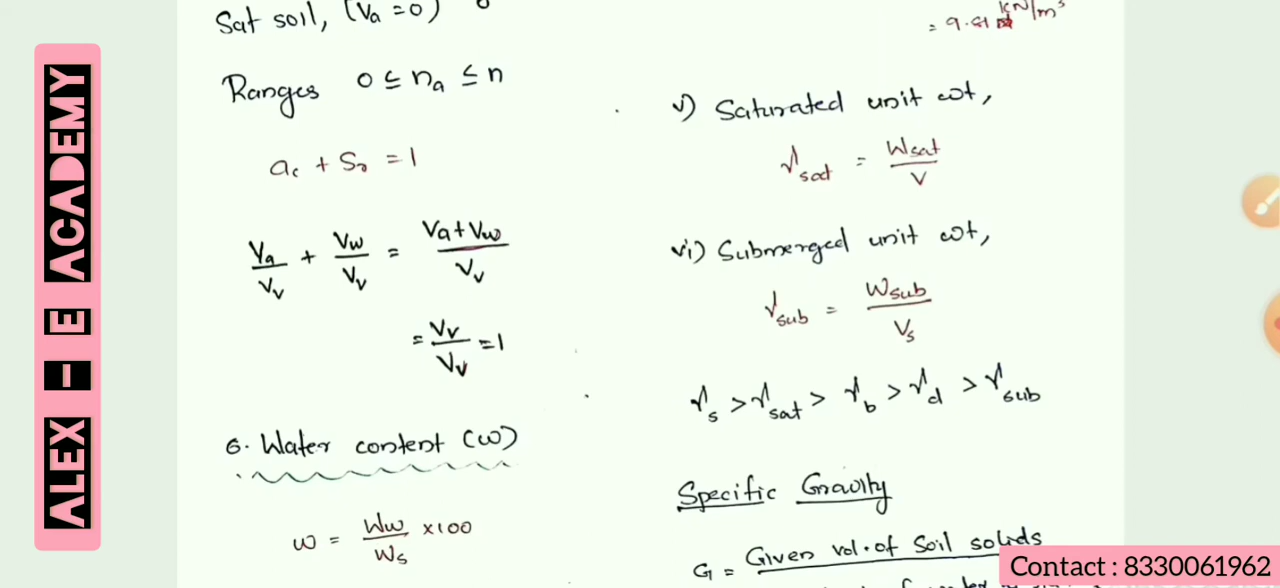 ALEX - E ACADEMY
Sat soil, (Va = 0)
Ranges 0 ≤ na ≤ n
ac + Sr = 1
Va/Vv + Vw/Vv = Va + Vw/Vv
= Vv/Vv = 1
6. Water content (w)
w = Ww/Ws × 100
= 9.81 kN/m³
v) Saturated unit wt,
γsat = Wsat/V
vi) Submerged unit wt,
γsub = Wsub/Vs
γs > γsat > γb > γd > γsub
Specific Gravity
G = Given vol. of Soil solids
Contact : 8330061962